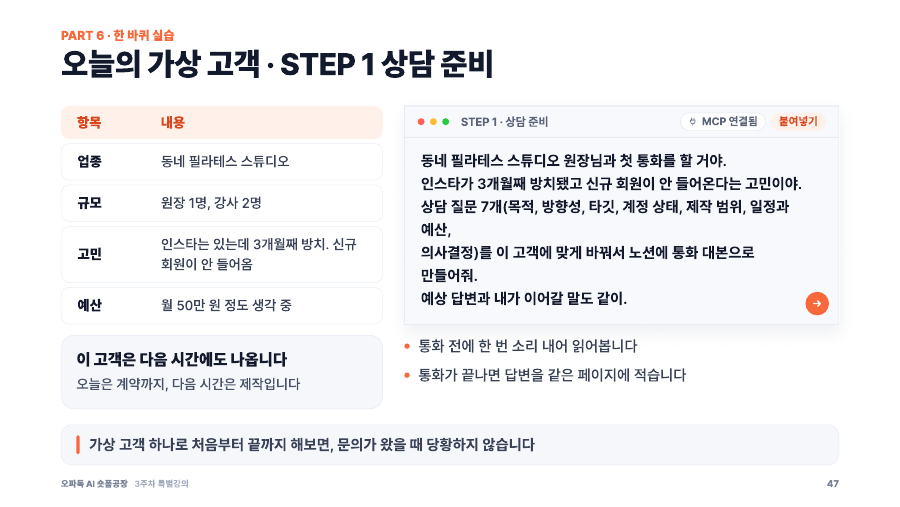 PART 6 · 한 바퀴 실습
오늘의 가상 고객 · STEP 1 상담 준비
항목 내용
업종 동네 필라테스 스튜디오
규모 원장 1명, 강사 2명
고민 인스타는 있는데 3개월째 방치. 신규
회원이 안 들어옴
예산 월 50만 원 정도 생각 중
이 고객은 다음 시간에도 나옵니다
오늘은 계약까지, 다음 시간은 제작입니다
STEP 1 · 상담 준비 MCP 연결됨 붙여넣기
동네 필라테스 스튜디오 원장님과 첫 통화를 할 거야.
인스타가 3개월째 방치됐고 신규 회원이 안 들어온다는 고민이야.
상담 질문 7개(목적, 방향성, 타깃, 계정 상태, 제작 범위, 일정과
예산,
의사결정)를 이 고객에 맞게 바꿔서 노션에 통화 대본으로
만들어줘.
예상 답변과 내가 이어갈 말도 같이.
통화 전에 한 번 소리 내어 읽어봅니다
통화가 끝나면 답변을 같은 페이지에 적습니다
가상 고객 하나로 처음부터 끝까지 해보면, 문의가 왔을 때 당황하지 않습니다
오파독 AI 숏폼공장 3주차 특별강의 47